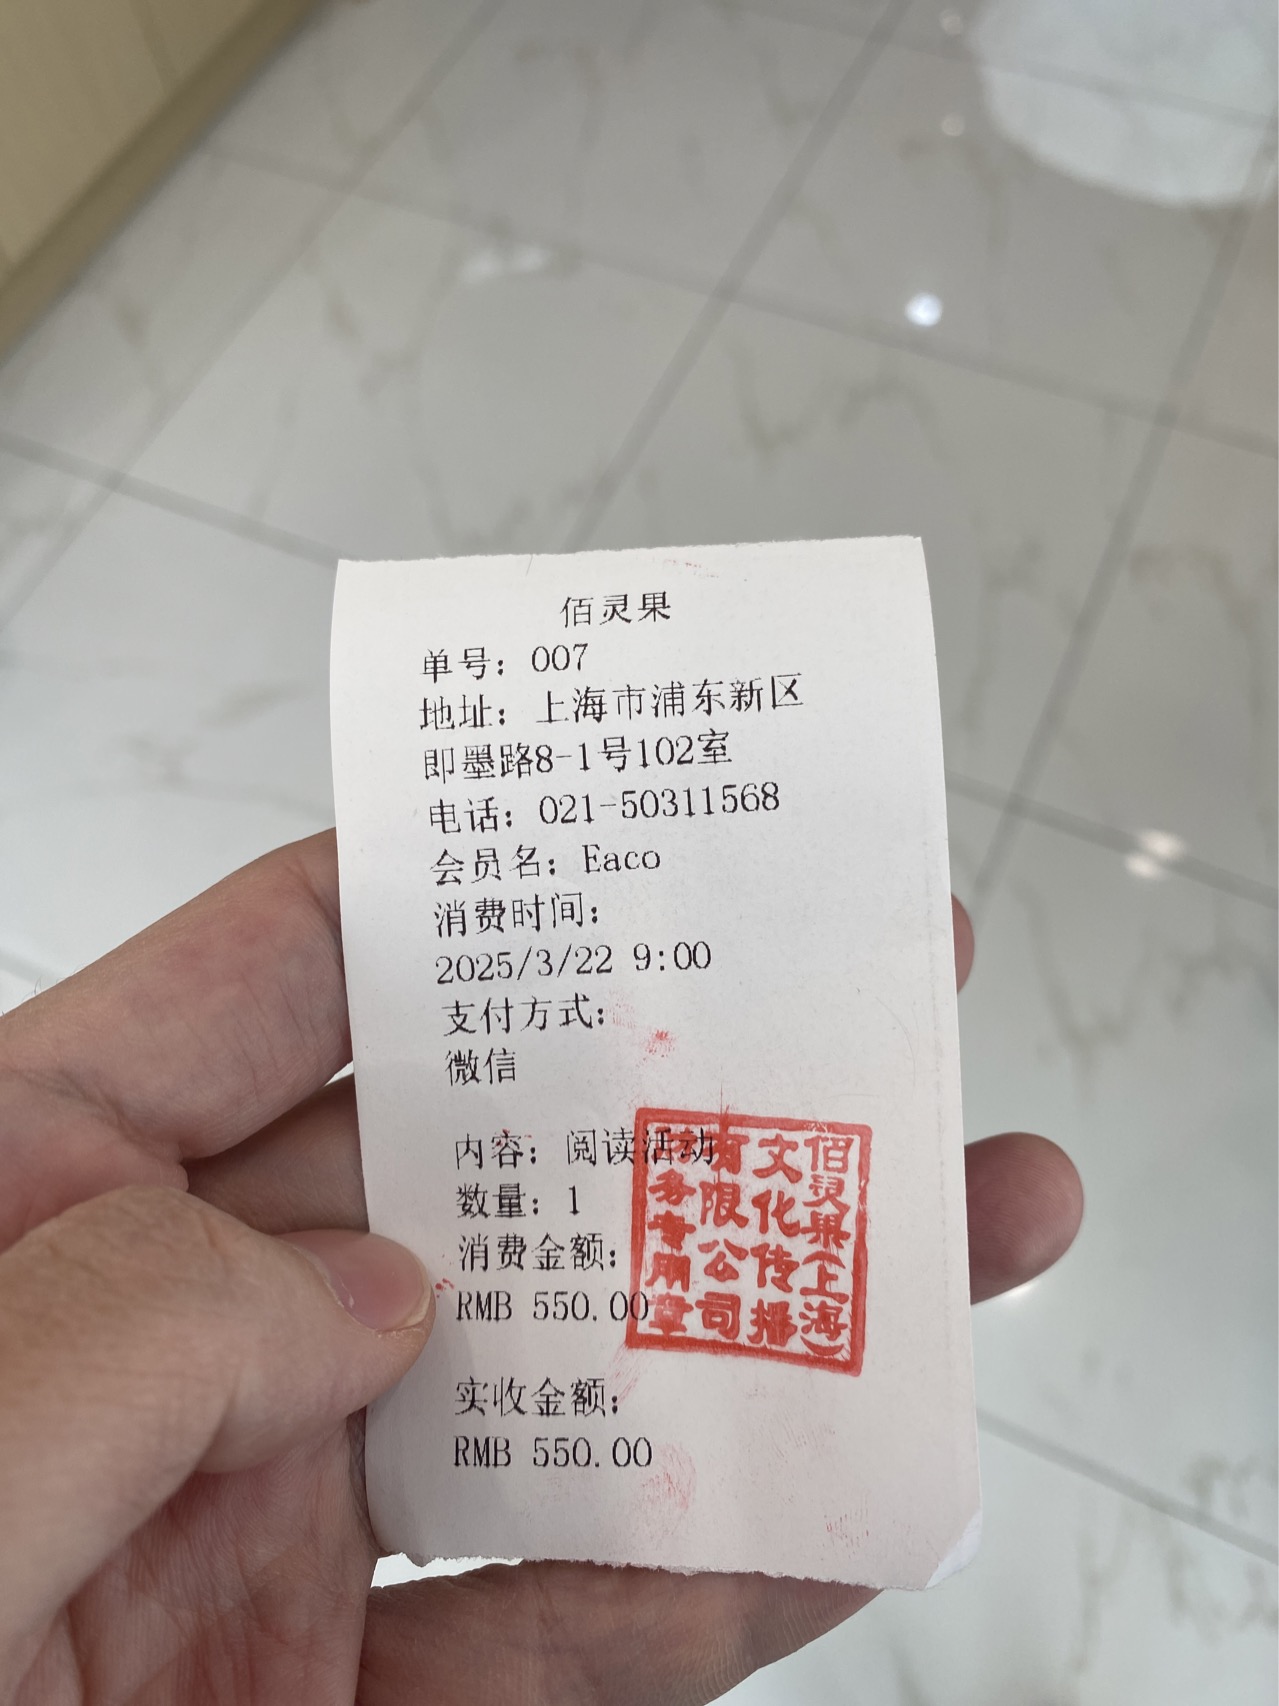 佰灵果
单号：007
地址：上海市浦东新区
即墨路8-1号102室
电话：021-50311568
会员名：Eaco
消费时间：
2025/3/22 9:00
支付方式：
微信
内容：阅读活动
数量：1
消费金额：
RMB 550.00
实收金额：
RMB 550.00
佰灵果（上海）
文化传播
有限公司
财务专用章